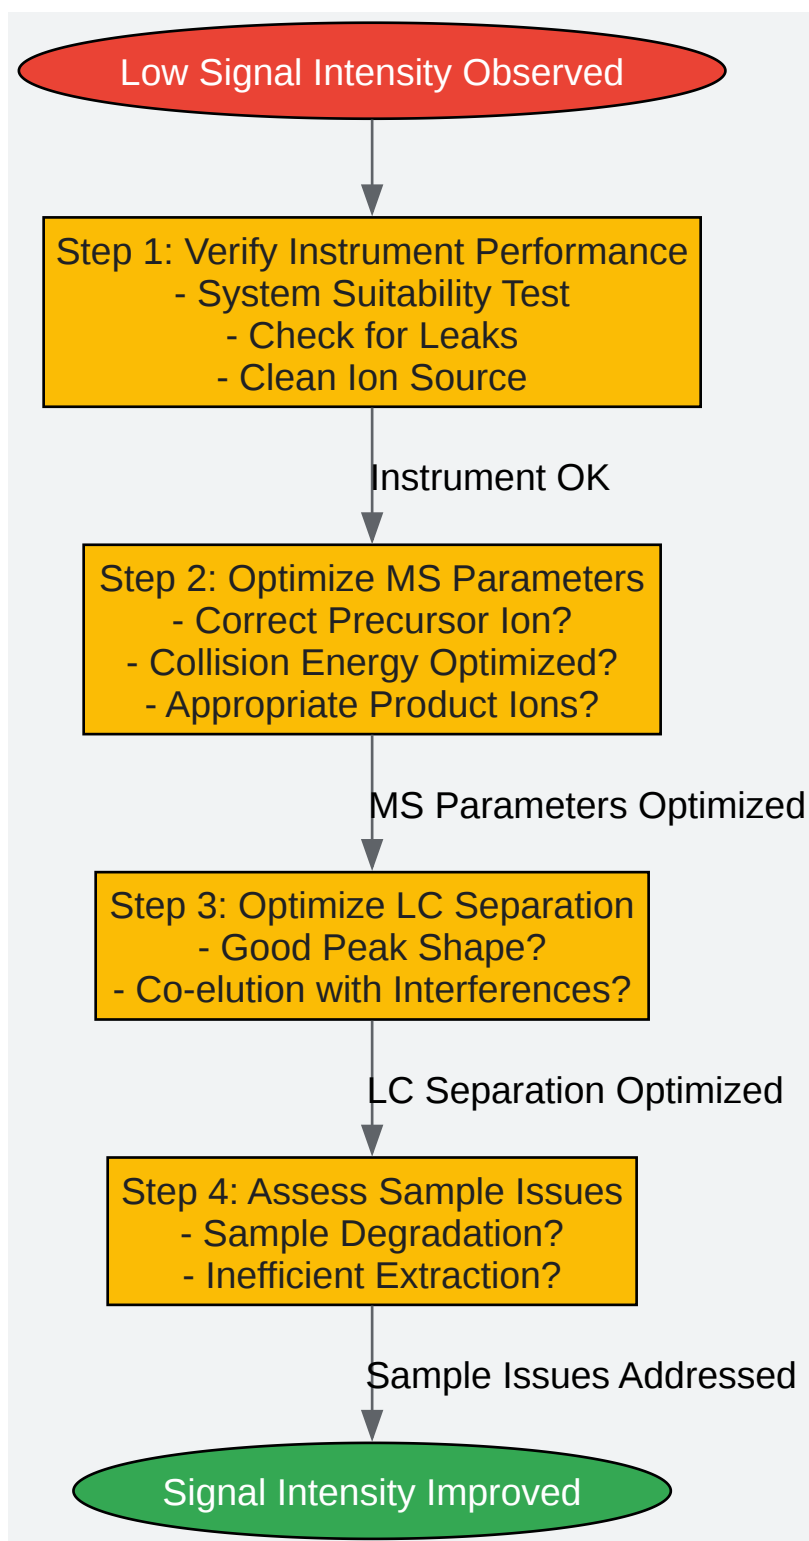 Low Signal Intensity Observed
Step 1: Verify Instrument Performance
- System Suitability Test
- Check for Leaks
- Clean Ion Source
Instrument OK
Step 2: Optimize MS Parameters
- Correct Precursor Ion?
- Collision Energy Optimized?
- Appropriate Product Ions?
MS Parameters Optimized
Step 3: Optimize LC Separation
- Good Peak Shape?
- Co-elution with Interferences?
LC Separation Optimized
Step 4: Assess Sample Issues
- Sample Degradation?
- Inefficient Extraction?
Sample Issues Addressed
Signal Intensity Improved